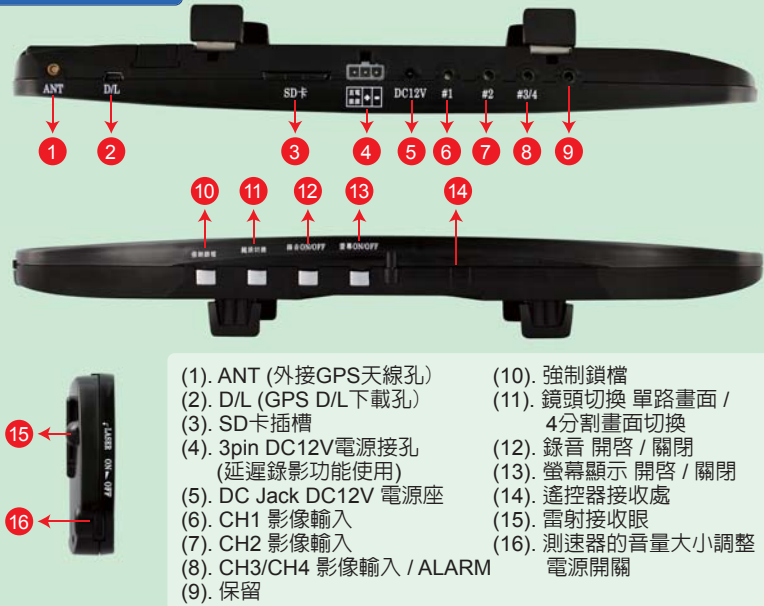 ANT
D/L
SD卡
DC12V
#1
#2
#3/4
1
2
3
4
5
6
7
8
9
10
11
12
13
14
強制鎖檔
鏡頭切換
錄音ON/OFF
螢幕ON/OFF
LASER ON OFF
15
16
(1). ANT (外接GPS天線孔)
(2). D/L (GPS D/L下載孔)
(3). SD卡插槽
(4). 3pin DC12V電源接孔
(延遲錄影功能使用)
(5). DC Jack DC12V 電源座
(6). CH1 影像輸入
(7). CH2 影像輸入
(8). CH3/CH4 影像輸入 / ALARM
(9). 保留
(10). 強制鎖檔
(11). 鏡頭切換 單路畫面 /
4分割畫面切換
(12). 錄音 開啓 / 關閉
(13). 螢幕顯示 開啓 / 關閉
(14). 遙控器接收處
(15). 雷射接收眼
(16). 測速器的音量大小調整
電源開關